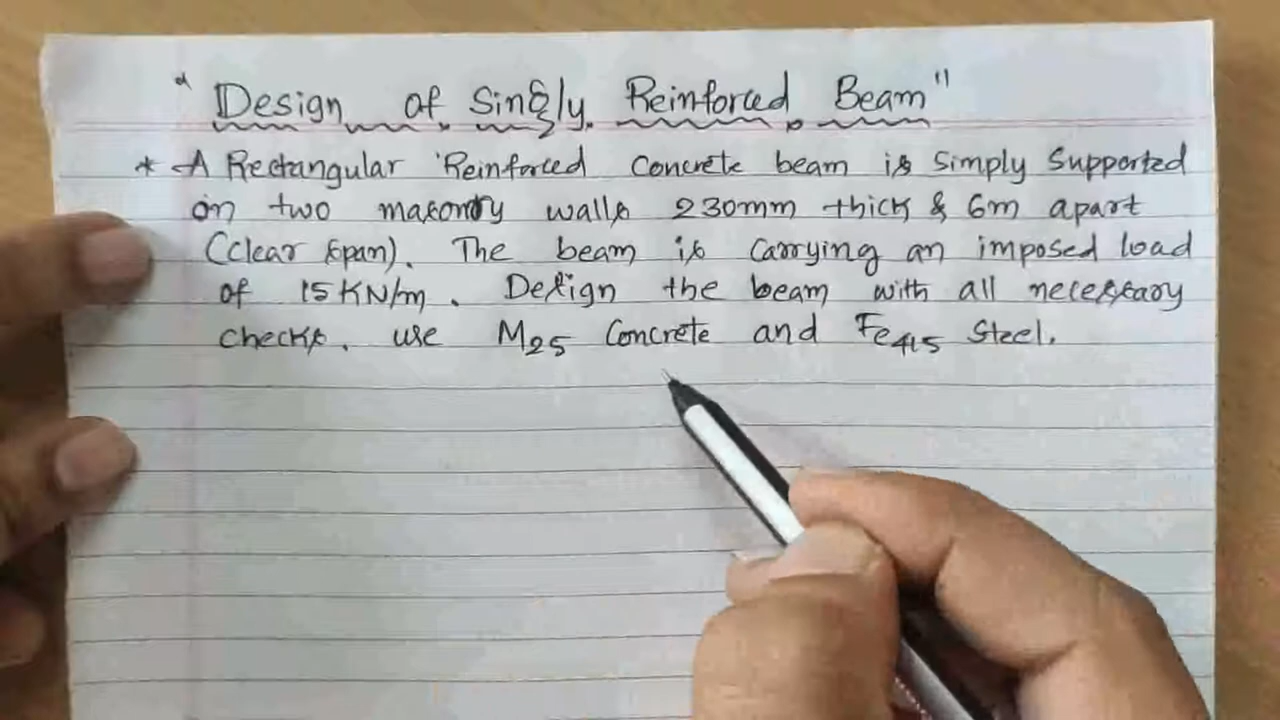 "Design of Singly Reinforced Beam"
* A Rectangular Reinforced Concrete beam is Simply Supported
on two masonry walls 230mm thick & 6m apart
(Clear Span). The beam is Carrying an imposed load
of 15 KN/m. Design the beam with all necessary
checks. use M25 Concrete and Fe415 Steel.